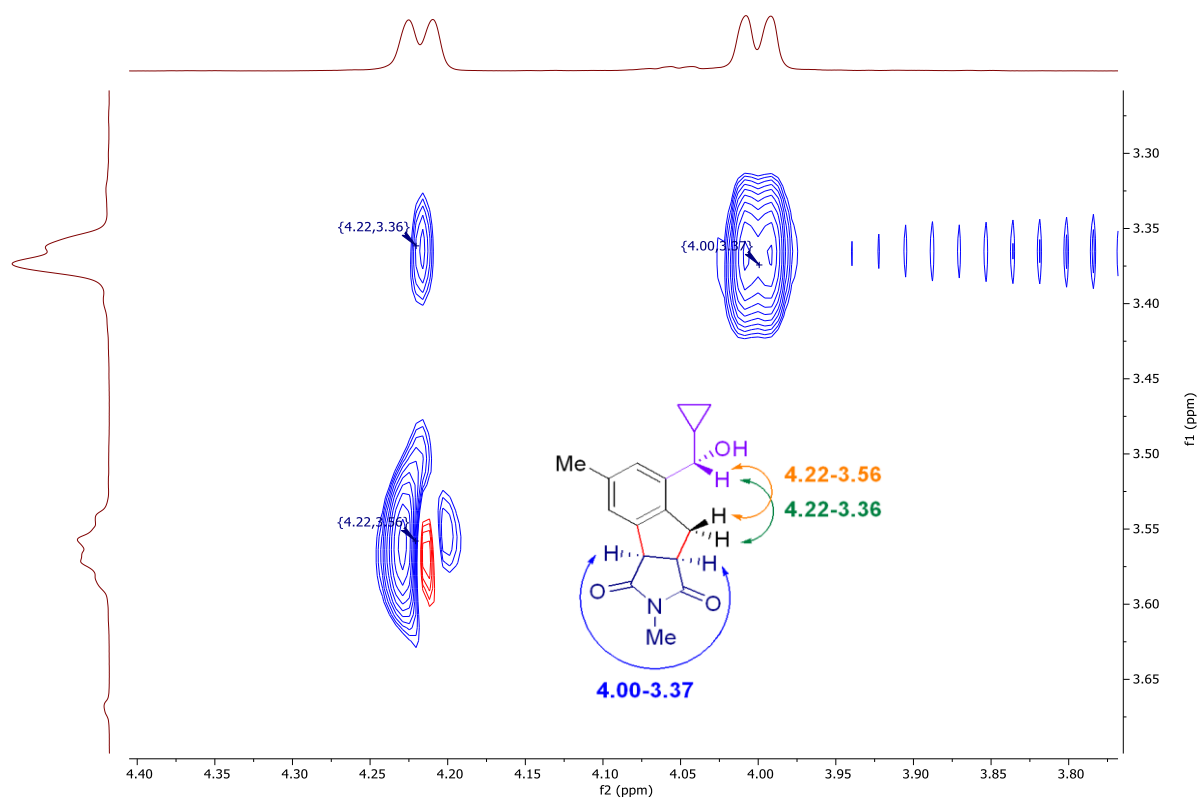 {4.22,3.36}
{4.00,3.37}
{4.22,3.56}
OH
Me
H
4.22-3.56
4.22-3.36
H
H
H
H
O
O
N
Me
4.00-3.37
3.30
3.35
3.40
3.45
3.50
3.55
3.60
3.65
f1 (ppm)
4.40 4.35 4.30 4.25 4.20 4.15 4.10 4.05 4.00 3.95 3.90 3.85 3.80
f2 (ppm)